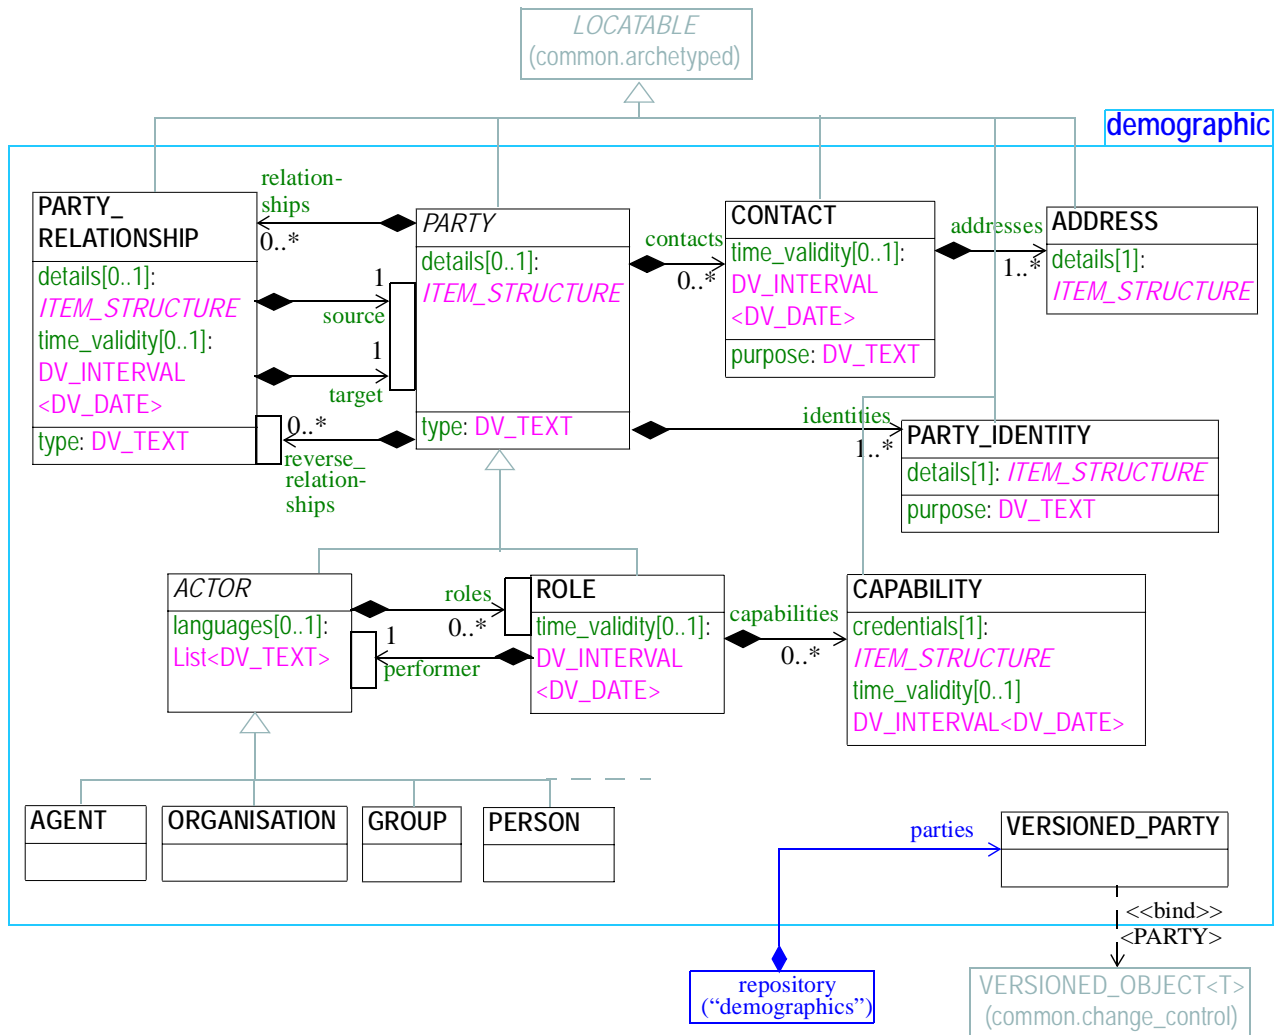 LOCATABLE
(common.archetyped)
demographic
PARTY_
RELATIONSHIP
details[0..1]:
ITEM_STRUCTURE
time_validity[0..1]:
DV_INTERVAL
<DV_DATE>
type: DV_TEXT
relation-
ships
0..*
1
source
1
target
0..*
reverse_
relation-
ships
PARTY
details[0..1]:
ITEM_STRUCTURE
type: DV_TEXT
contacts
0..*
CONTACT
time_validity[0..1]:
DV_INTERVAL
<DV_DATE>
purpose: DV_TEXT
addresses
1..*
ADDRESS
details[1]:
ITEM_STRUCTURE
identities
1..*
PARTY_IDENTITY
details[1]: ITEM_STRUCTURE
purpose: DV_TEXT
ACTOR
languages[0..1]:
List<DV_TEXT>
roles
0..*
1
performer
ROLE
time_validity[0..1]:
DV_INTERVAL
<DV_DATE>
capabilities
0..*
CAPABILITY
credentials[1]:
ITEM_STRUCTURE
time_validity[0..1]
DV_INTERVAL<DV_DATE>
AGENT
ORGANISATION
GROUP
PERSON
parties
VERSIONED_PARTY
<<bind>>
<PARTY>
repository
(“demographics”)
VERSIONED_OBJECT<T>
(common.change_control)